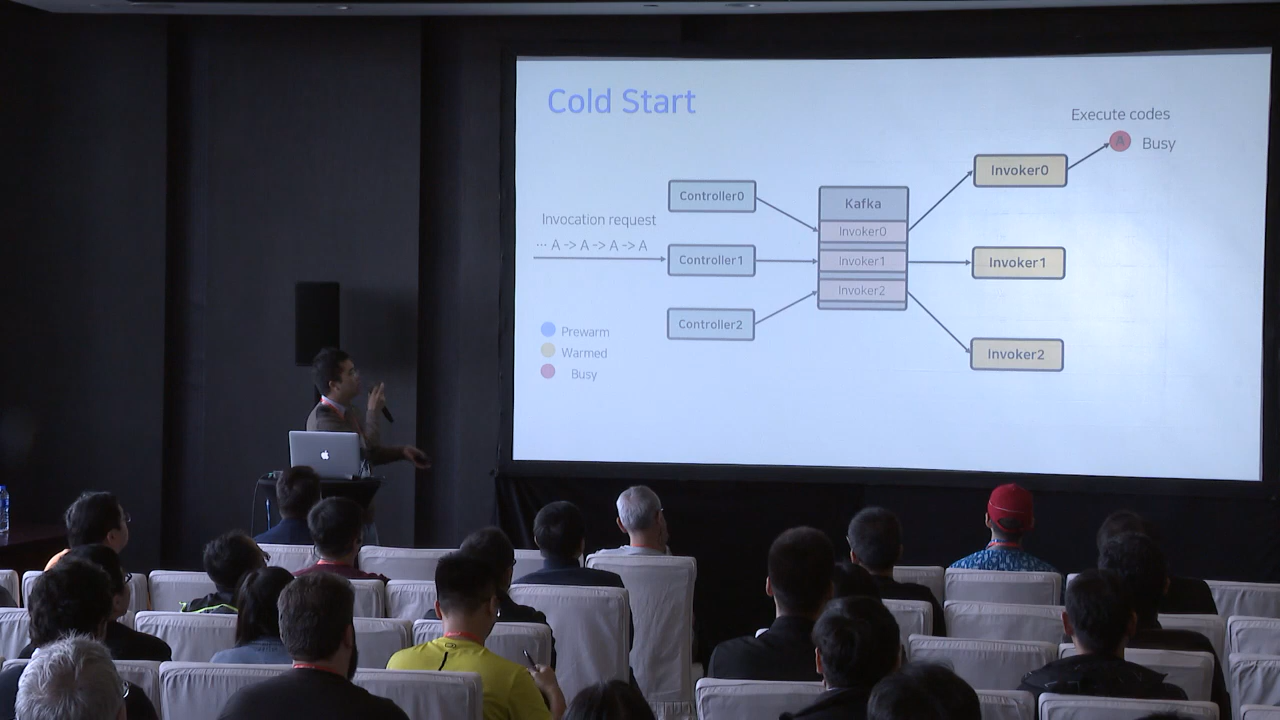 Cold Start
Execute codes
A
Busy
Invoker0
Controller0
Kafka
Invocation request
Invoker0
··· A -> A -> A -> A
Controller1
Invoker1
Invoker1
Invoker2
Controller2
Prewarm
Warmed
Invoker2
Busy